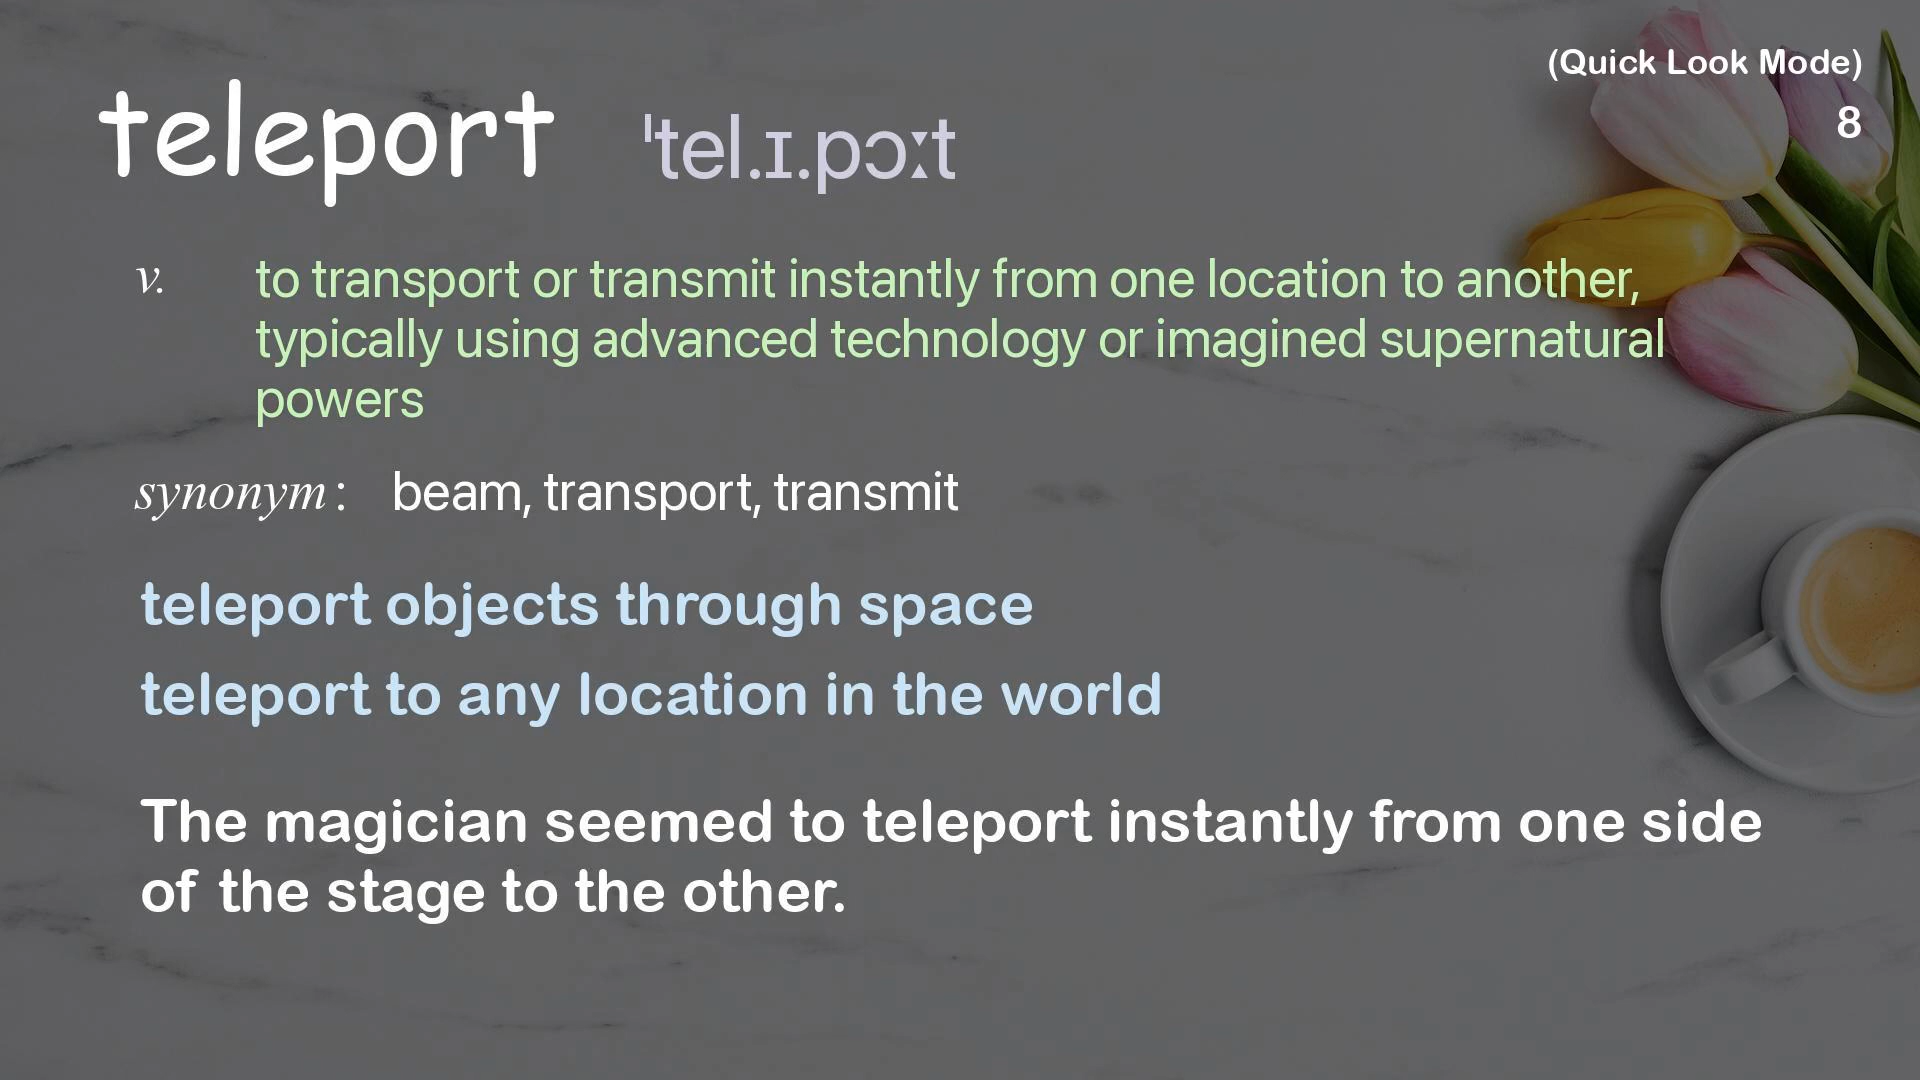 (Quick Look Mode)
8
teleport ˈtel.ɪ.pɔːt
v. to transport or transmit instantly from one location to another,
typically using advanced technology or imagined supernatural
powers
synonym : beam, transport, transmit
teleport objects through space
teleport to any location in the world
The magician seemed to teleport instantly from one side
of the stage to the other.